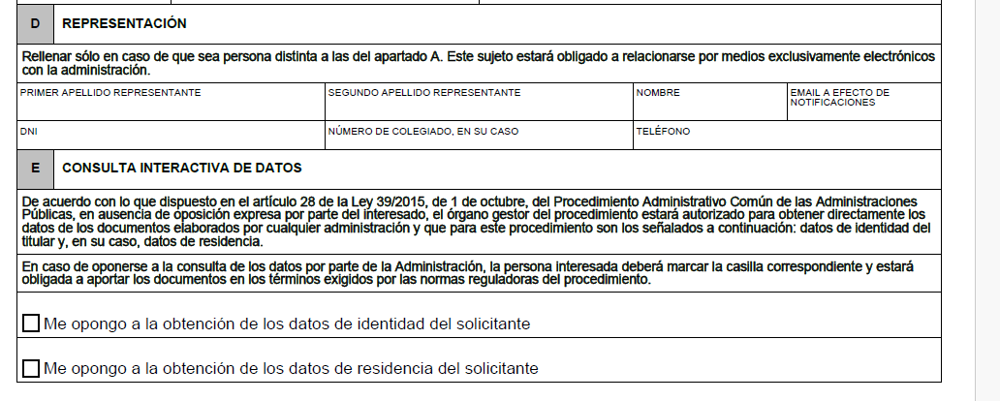 D REPRESENTACIÓN
Rellenar sólo en caso de que sea persona distinta a las del apartado A. Este sujeto estará obligado a relacionarse por medios exclusivamente electrónicos
con la administración.
PRIMER APELLIDO REPRESENTANTE SEGUNDO APELLIDO REPRESENTANTE NOMBRE EMAIL A EFECTO DE
NOTIFICACIONES
DNI NÚMERO DE COLEGIADO, EN SU CASO TELÉFONO
E CONSULTA INTERACTIVA DE DATOS
De acuerdo con lo que dispuesto en el artículo 28 de la Ley 39/2015, de 1 de octubre, del Procedimiento Administrativo Común de las Administraciones
Públicas, en ausencia de oposición expresa por parte del interesado, el órgano gestor del procedimiento estará autorizado para obtener directamente los
datos de los documentos elaborados por cualquier administración y que para este procedimiento son los señalados a continuación: datos de identidad del
titular y, en su caso, datos de residencia.
En caso de oponerse a la consulta de los datos por parte de la Administración, la persona interesada deberá marcar la casilla correspondiente y estará
obligada a aportar los documentos en los términos exigidos por las normas reguladoras del procedimiento.
Me opongo a la obtención de los datos de identidad del solicitante
Me opongo a la obtención de los datos de residencia del solicitante